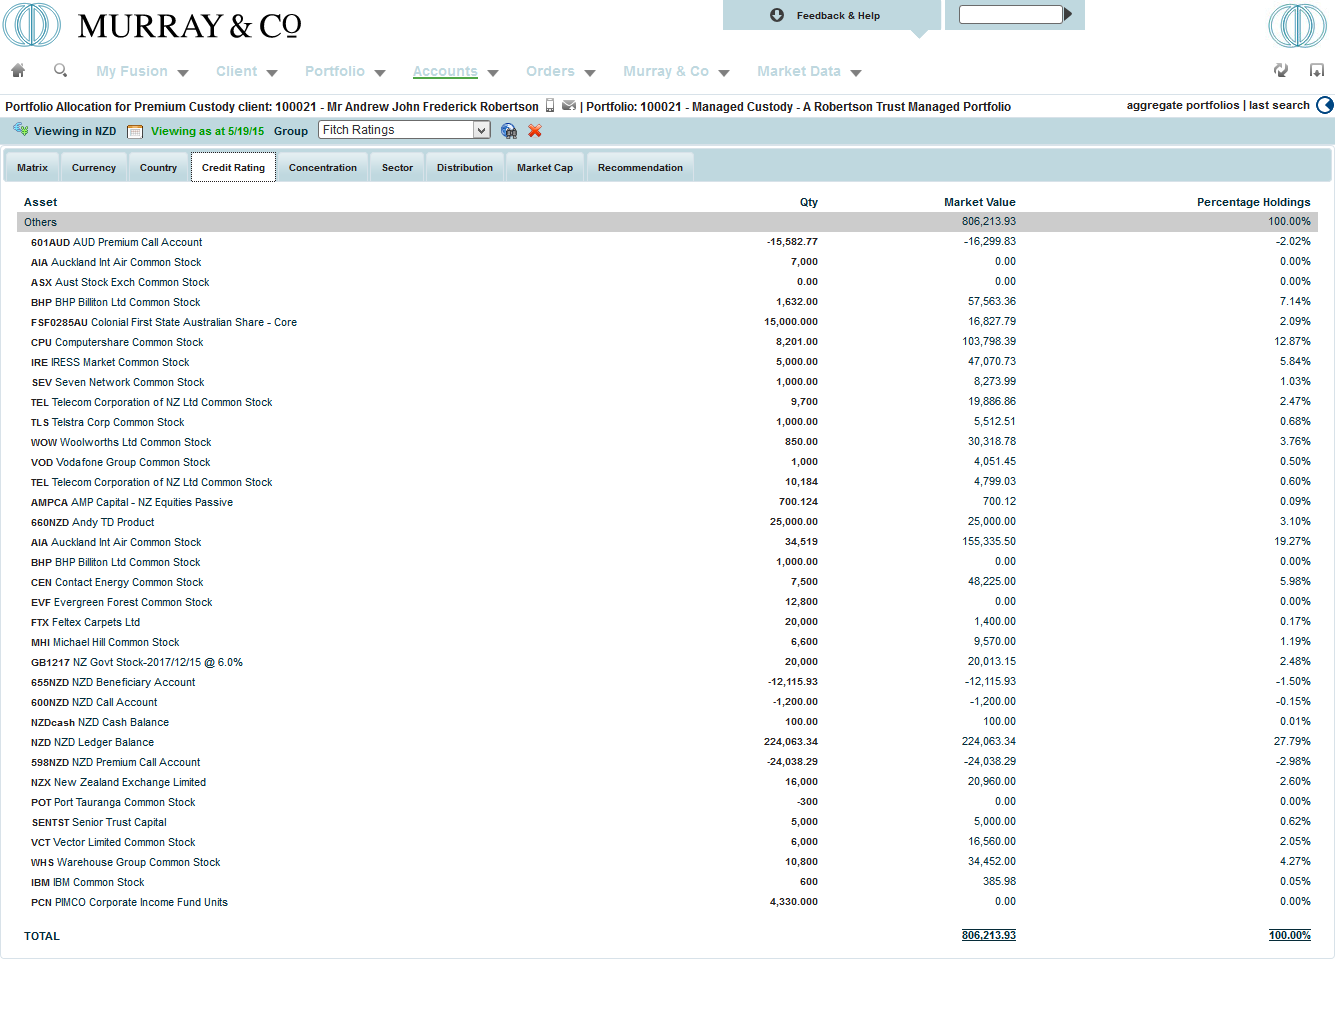 MURRAY & CO
Feedback & Help
My Fusion Client Portfolio Accounts Orders Murray & Co Market Data
Portfolio Allocation for Premium Custody client: 100021 - Mr Andrew John Frederick Robertson | Portfolio: 100021 - Managed Custody - A Robertson Trust Managed Portfolio aggregate portfolios | last search
Viewing in NZD Viewing as at 5/19/15 Group Fitch Ratings
Matrix Currency Country Credit Rating Concentration Sector Distribution Market Cap Recommendation
Asset Qty Market Value Percentage Holdings
Others 806,213.93 100.00%
601AUD AUD Premium Call Account -15,582.77 -16,299.83 -2.02%
AIA Auckland Int Air Common Stock 7,000 0.00 0.00%
ASX Aust Stock Exch Common Stock 0.00 0.00 0.00%
BHP BHP Billiton Ltd Common Stock 1,632.00 57,563.36 7.14%
FSF0285AU Colonial First State Australian Share - Core 15,000.000 16,827.79 2.09%
CPU Computershare Common Stock 8,201.00 103,798.39 12.87%
IRE IRESS Market Common Stock 5,000.00 47,070.73 5.84%
SEV Seven Network Common Stock 1,000.00 8,273.99 1.03%
TEL Telecom Corporation of NZ Ltd Common Stock 9,700 19,886.86 2.47%
TLS Telstra Corp Common Stock 1,000.00 5,512.51 0.68%
WOW Woolworths Ltd Common Stock 850.00 30,318.78 3.76%
VOD Vodafone Group Common Stock 1,000 4,051.45 0.50%
TEL Telecom Corporation of NZ Ltd Common Stock 10,184 4,799.03 0.60%
AMPCA AMP Capital - NZ Equities Passive 700.124 700.12 0.09%
660NZD Andy TD Product 25,000.00 25,000.00 3.10%
AIA Auckland Int Air Common Stock 34,519 155,335.50 19.27%
BHP BHP Billiton Ltd Common Stock 1,000.00 0.00 0.00%
CEN Contact Energy Common Stock 7,500 48,225.00 5.98%
EVF Evergreen Forest Common Stock 12,800 0.00 0.00%
FTX Feltex Carpets Ltd 20,000 1,400.00 0.17%
MHI Michael Hill Common Stock 6,600 9,570.00 1.19%
GB1217 NZ Govt Stock-2017/12/15 @ 6.0% 20,000 20,013.15 2.48%
655NZD NZD Beneficiary Account -12,115.93 -12,115.93 -1.50%
600NZD NZD Call Account -1,200.00 -1,200.00 -0.15%
NZDcash NZD Cash Balance 100.00 100.00 0.01%
NZD NZD Ledger Balance 224,063.34 224,063.34 27.79%
598NZD NZD Premium Call Account -24,038.29 -24,038.29 -2.98%
NZX New Zealand Exchange Limited 16,000 20,960.00 2.60%
POT Port Tauranga Common Stock -300 0.00 0.00%
SENTST Senior Trust Capital 5,000 5,000.00 0.62%
VCT Vector Limited Common Stock 6,000 16,560.00 2.05%
WHS Warehouse Group Common Stock 10,800 34,452.00 4.27%
IBM IBM Common Stock 600 385.98 0.05%
PCN PIMCO Corporate Income Fund Units 4,330.000 0.00 0.00%
TOTAL 806,213.93 100.00%